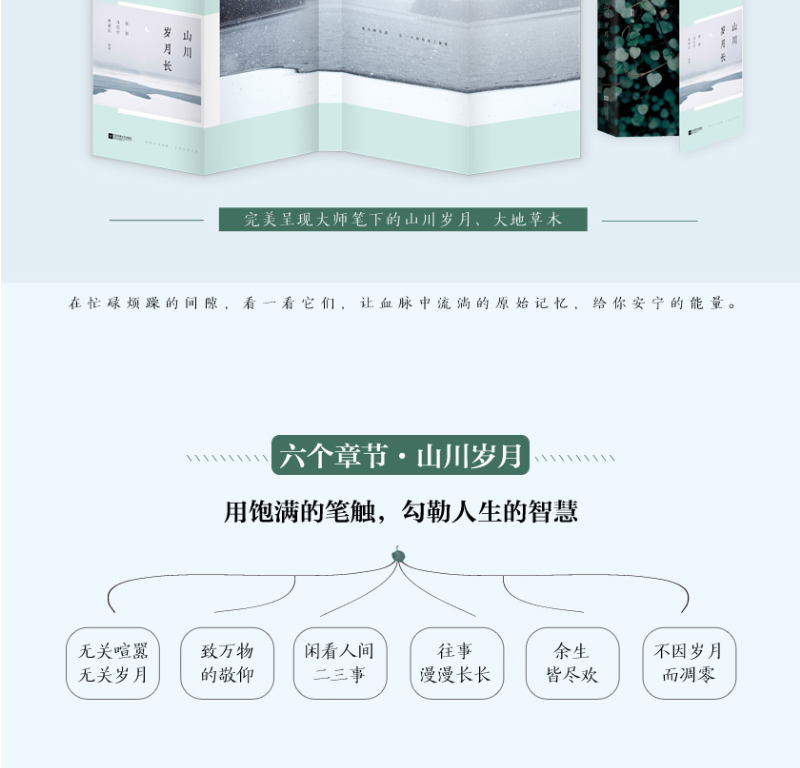 山川
岁月长
山川
岁月长
完美呈现大师笔下的山川岁月、大地草木
在忙碌烦躁的间隙，看一看它们，让血脉中流淌的原始记忆，给你安宁的能量。
六个章节·山川岁月
用饱满的笔触，勾勒人生的智慧
无关喧嚣
无关岁月
致万物
的敬仰
闲看人间
二三事
往事
漫漫长长
余生
皆尽欢
不因岁月
而凋零